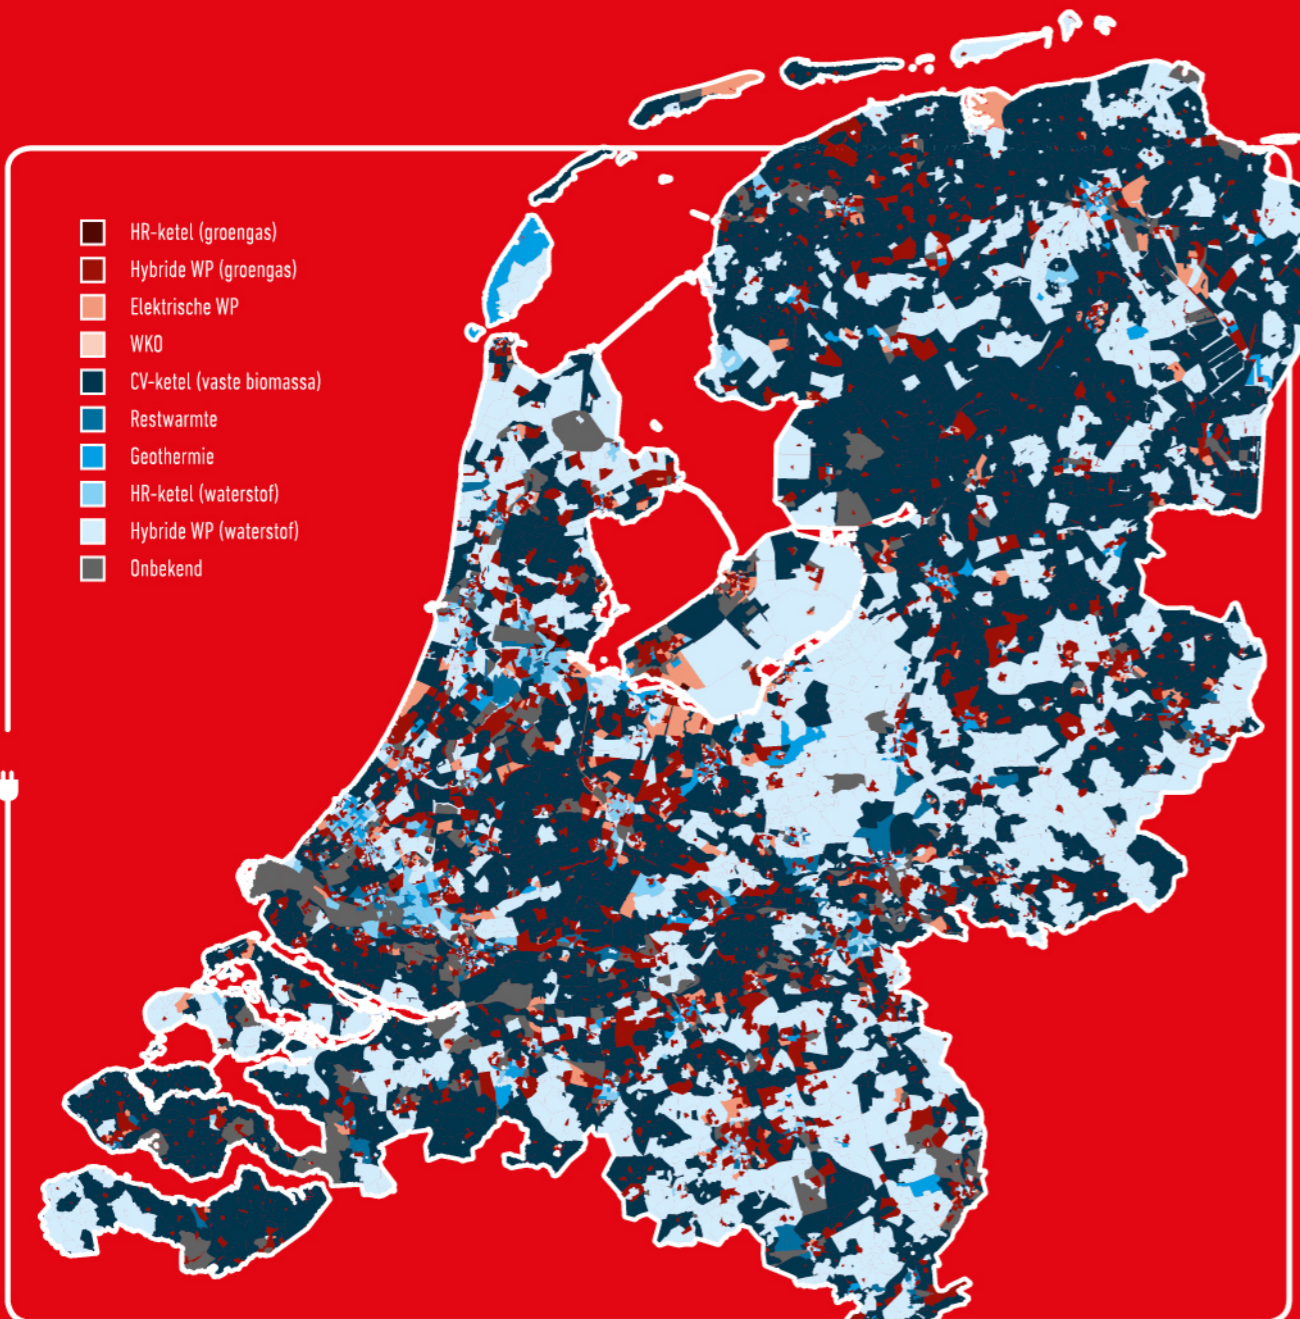 HR-ketel (groengas)
Hybride WP (groengas)
Elektrische WP
WKO
CV-ketel (vaste biomassa)
Restwarmte
Geothermie
HR-ketel (waterstof)
Hybride WP (waterstof)
Onbekend